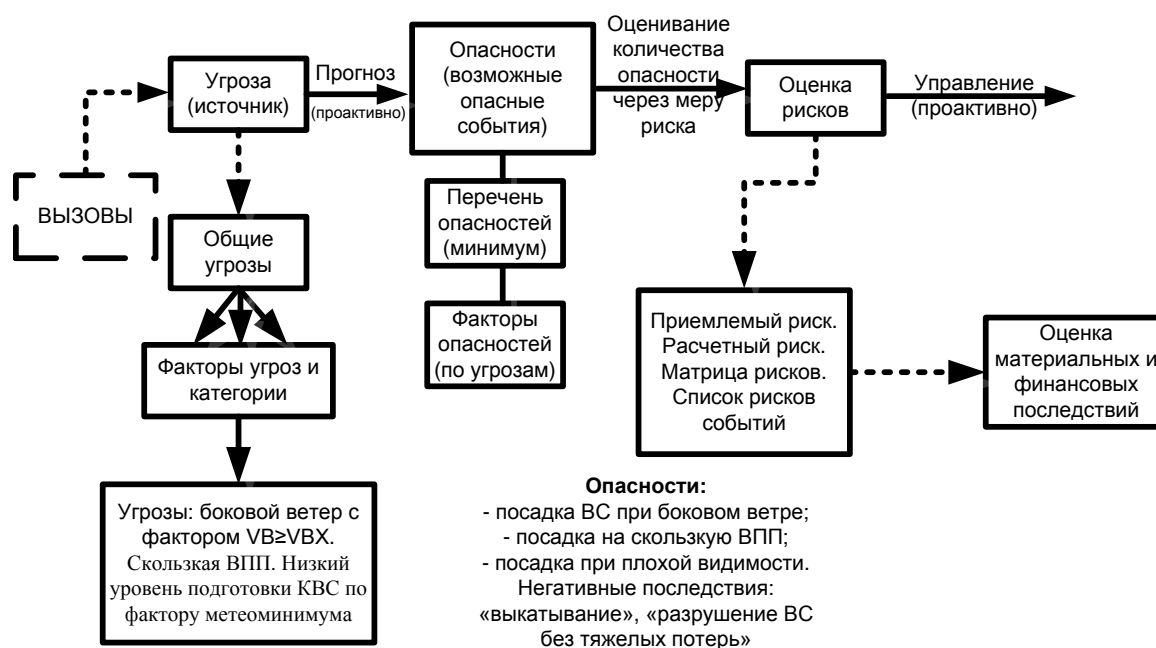 Угроза
(источник)
Прогноз
(проактивно)
Опасности
(возможные
опасные
события)
Оценивание
количества
опасности
через меру
риска
Оценка
рисков
Управление
(проактивно)
ВЫЗОВЫ
Общие
угрозы
Перечень
опасностей
(минимум)
Факторы
опасностей
(по угрозам)
Факторы угроз и
категории
Приемлемый риск.
Расчетный риск.
Матрица рисков.
Список рисков
событий
Оценка
материальных и
финансовых
последствий
Угрозы: боковой ветер с
фактором VB≥VBX.
Скользкая ВПП. Низкий
уровень подготовки КВС по
фактору метеоминимума
Опасности:
- посадка ВС при боковом ветре;
- посадка на скользкую ВПП;
- посадка при плохой видимости.
Негативные последствия:
«выкатывание», «разрушение ВС
без тяжелых потерь»